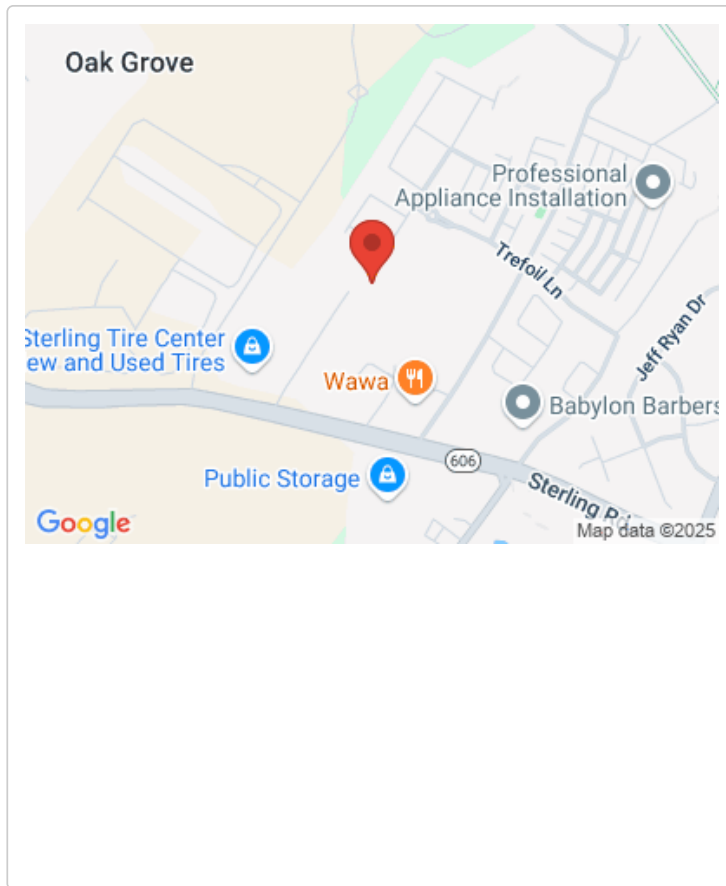 Oak Grove
Professional
Appliance Installation
Trefoil Ln
Jeff Ryan Dr
Sterling Tire Center
ew and Used Tires
Wawa
Babylon Barbers
606
Public Storage
Sterling Rd
Google
Map data ©2025